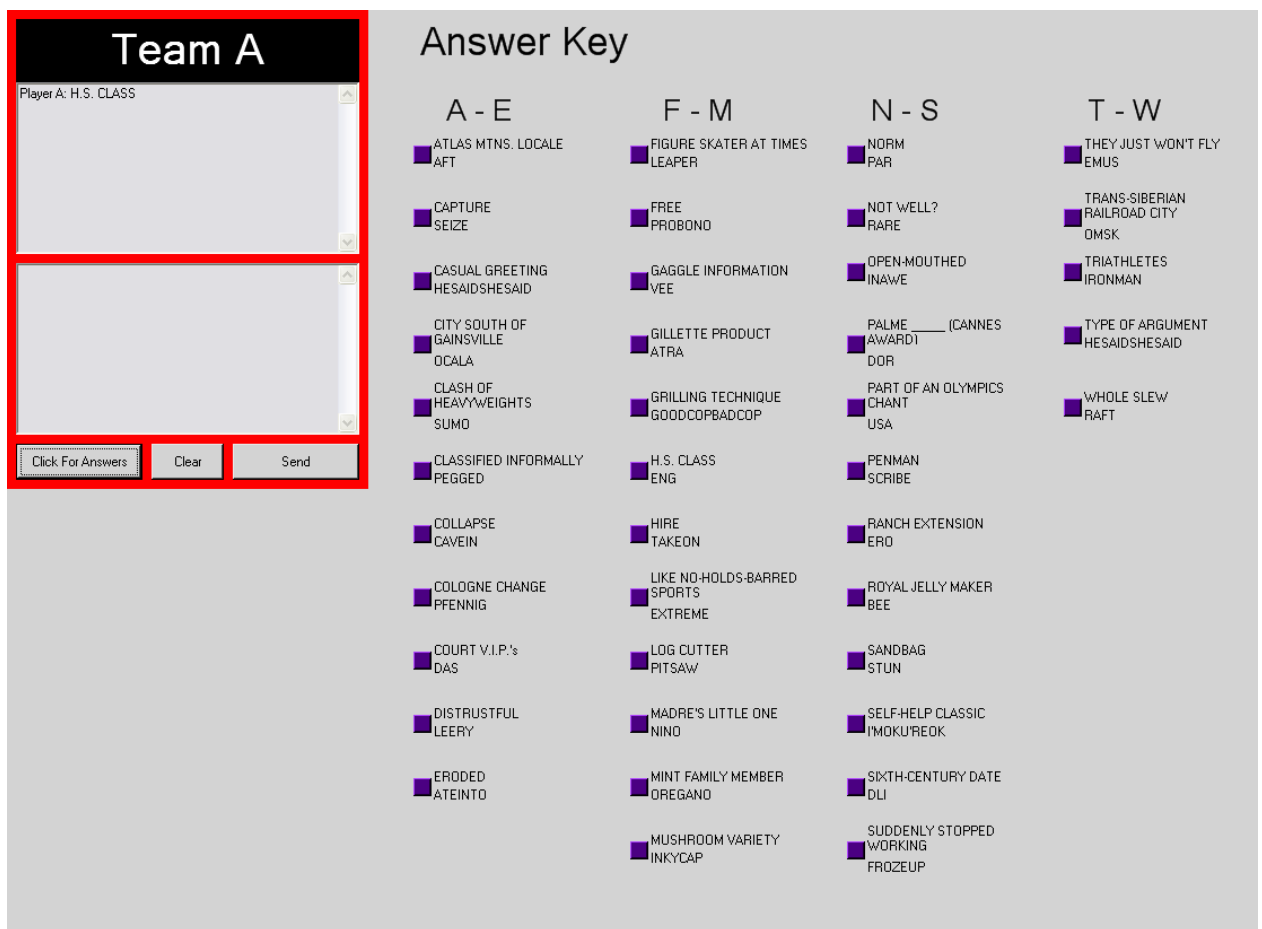 Team A
Player A: H.S. CLASS
Click For Answers
Clear
Send
Answer Key
A - E
ATLAS MTNS. LOCALE
AFT
CAPTURE
SEIZE
CASUAL GREETING
HESAIDSHESAID
CITY SOUTH OF
GAINSVILLE
OCALA
CLASH OF
HEAVYWEIGHTS
SUMO
CLASSIFIED INFORMALLY
PEGGED
COLLAPSE
CAVEIN
COLOGNE CHANGE
PFENNIG
COURT V.I.P.'s
DAS
DISTRUSTFUL
LEERY
ERODED
ATEINTO
F - M
FIGURE SKATER AT TIMES
LEAPER
FREE
PROBONO
GAGGLE INFORMATION
VEE
GILLETTE PRODUCT
ATRA
GRILLING TECHNIQUE
GOODCOPBADCOP
H.S. CLASS
ENG
HIRE
TAKEON
LIKE NO-HOLDS-BARRED
SPORTS
EXTREME
LOG CUTTER
PITSAW
MADRE'S LITTLE ONE
NINO
MINT FAMILY MEMBER
OREGANO
MUSHROOM VARIETY
INKYCAP
N - S
NORM
PAR
NOT WELL?
RARE
OPEN-MOUTHED
INAWE
PALME _____ (CANNES
AWARD)
DOR
PART OF AN OLYMPICS
CHANT
USA
PENMAN
SCRIBE
RANCH EXTENSION
ERO
ROYAL JELLY MAKER
BEE
SANDBAG
STUN
SELF-HELP CLASSIC
I'MOKU'REOK
SIXTH-CENTURY DATE
DLI
SUDDENLY STOPPED
WORKING
FROZEUP
T - W
THEY JUST WON'T FLY
EMUS
TRANS-SIBERIAN
RAILROAD CITY
OMSK
TRIATHLETES
IRONMAN
TYPE OF ARGUMENT
HESAIDSHESAID
WHOLE SLEW
RAFT